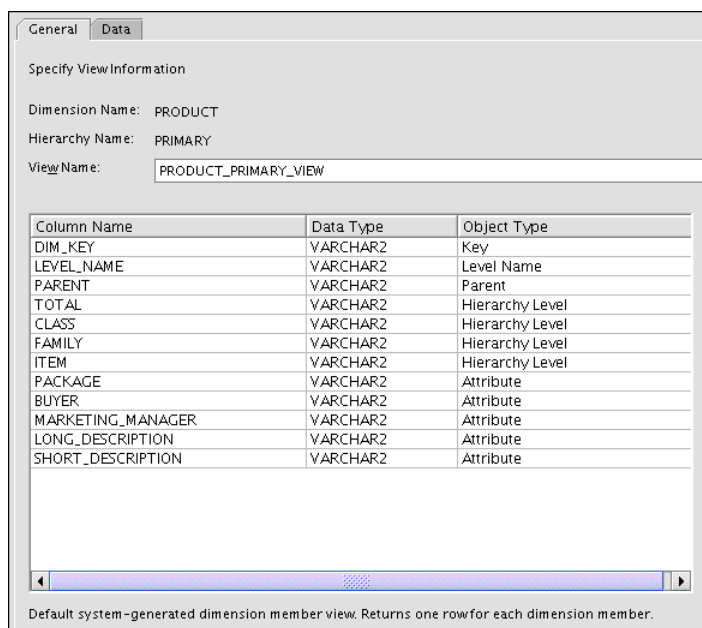 General Data
Specify View Information
Dimension Name: PRODUCT
Hierarchy Name: PRIMARY
View Name: PRODUCT_PRIMARY_VIEW
Column Name Data Type Object Type
DIM_KEY VARCHAR2 Key
LEVEL_NAME VARCHAR2 Level Name
PARENT VARCHAR2 Parent
TOTAL VARCHAR2 Hierarchy Level
CLASS VARCHAR2 Hierarchy Level
FAMILY VARCHAR2 Hierarchy Level
ITEM VARCHAR2 Hierarchy Level
PACKAGE VARCHAR2 Attribute
BUYER VARCHAR2 Attribute
MARKETING_MANAGER VARCHAR2 Attribute
LONG_DESCRIPTION VARCHAR2 Attribute
SHORT_DESCRIPTION VARCHAR2 Attribute
Default system-generated dimension member view. Returns one row for each dimension member.